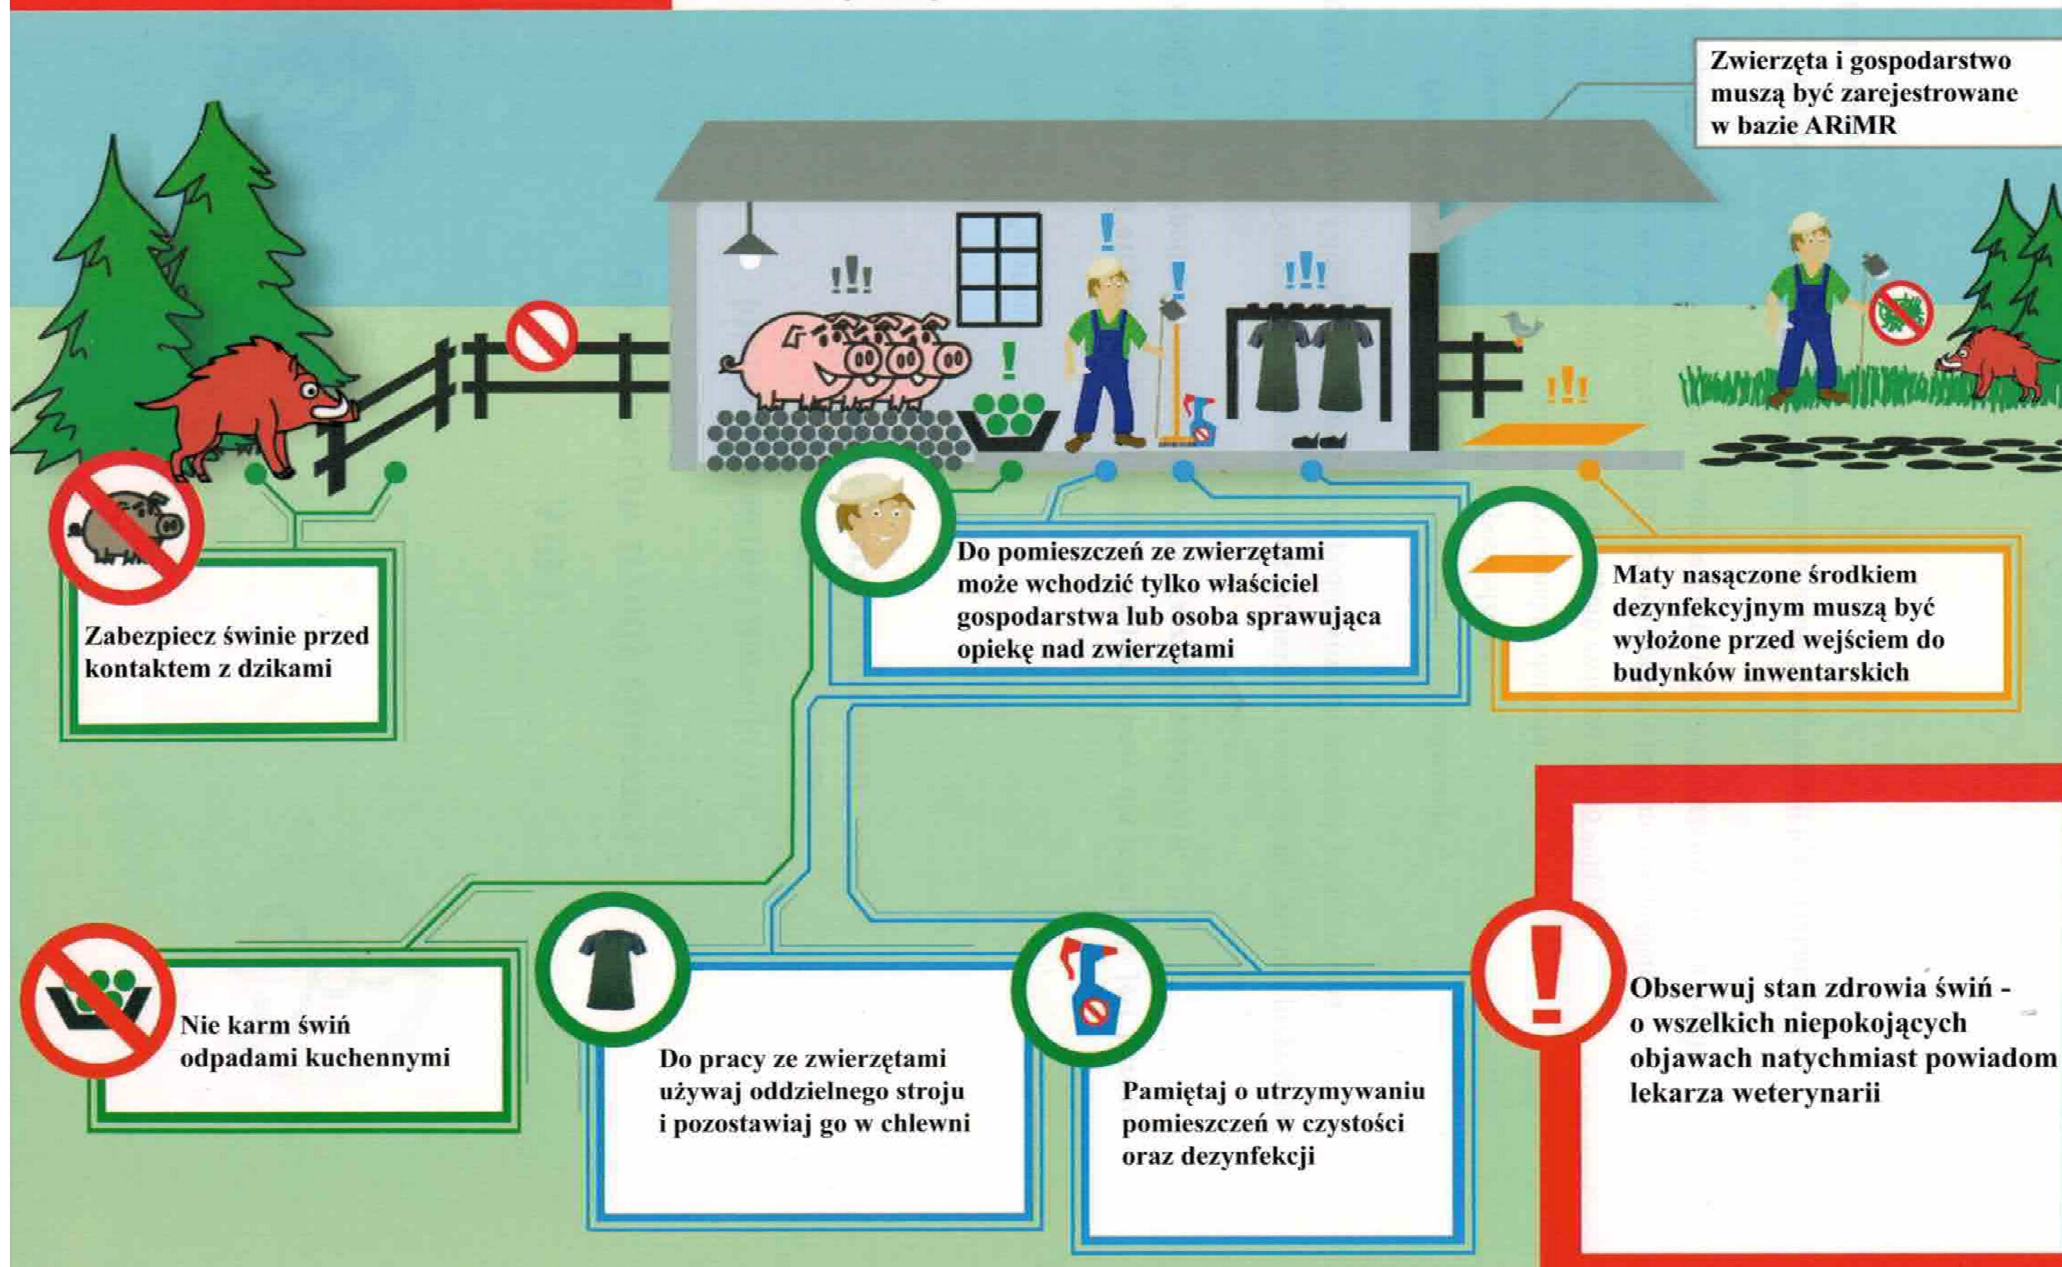 Zwierzęta i gospodarstwo
muszą być zarejestrowane
w bazie ARiMR
Zabezpiecz świnie przed
kontaktem z dzikami
Do pomieszczeń ze zwierzętami
może wchodzić tylko właściciel
gospodarstwa lub osoba sprawująca
opiekę nad zwierzętami
Maty nasączone środkiem
dezynfekcyjnym muszą być
wyłożone przed wejściem do
budynków inwentarskich
Nie karm świń
odpadami kuchennymi
Do pracy ze zwierzętami
używaj oddzielnego stroju
i pozostawiaj go w chlewni
Pamiętaj o utrzymywaniu
pomieszczeń w czystości
oraz dezynfekcji
Obserwuj stan zdrowia świń -
o wszelkich niepokojących
objawach natychmiast powiadom
lekarza weterynarii